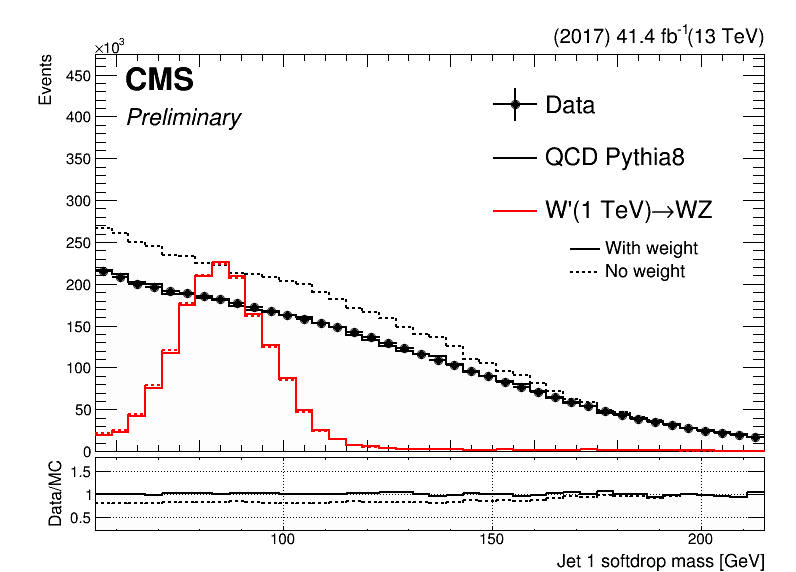 (2017) 41.4 fb⁻¹(13 TeV)
×10³
Events
CMS
Preliminary
450
400
350
300
250
200
150
100
50
0
Data
QCD Pythia8
W'(1 TeV)→WZ
With weight
No weight
Data/MC
1.5
1
0.5
100
150
200
Jet 1 softdrop mass [GeV]